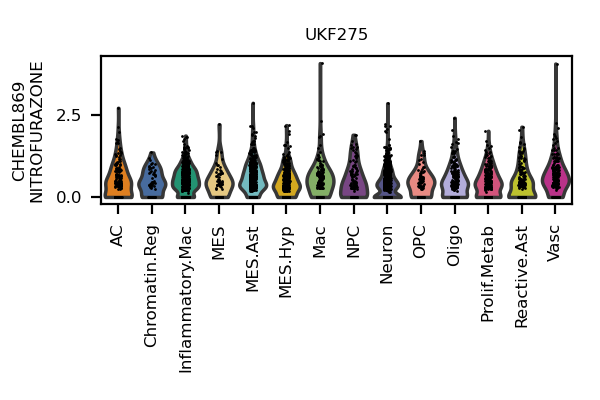 UKF275
CHEMBL869
NITROFURAZONE
2.5
0.0
AC
Chromatin.Reg
Inflammatory.Mac
MES
MES.Ast
MES.Hyp
Mac
NPC
Neuron
OPC
Oligo
Prolif.Metab
Reactive.Ast
Vasc